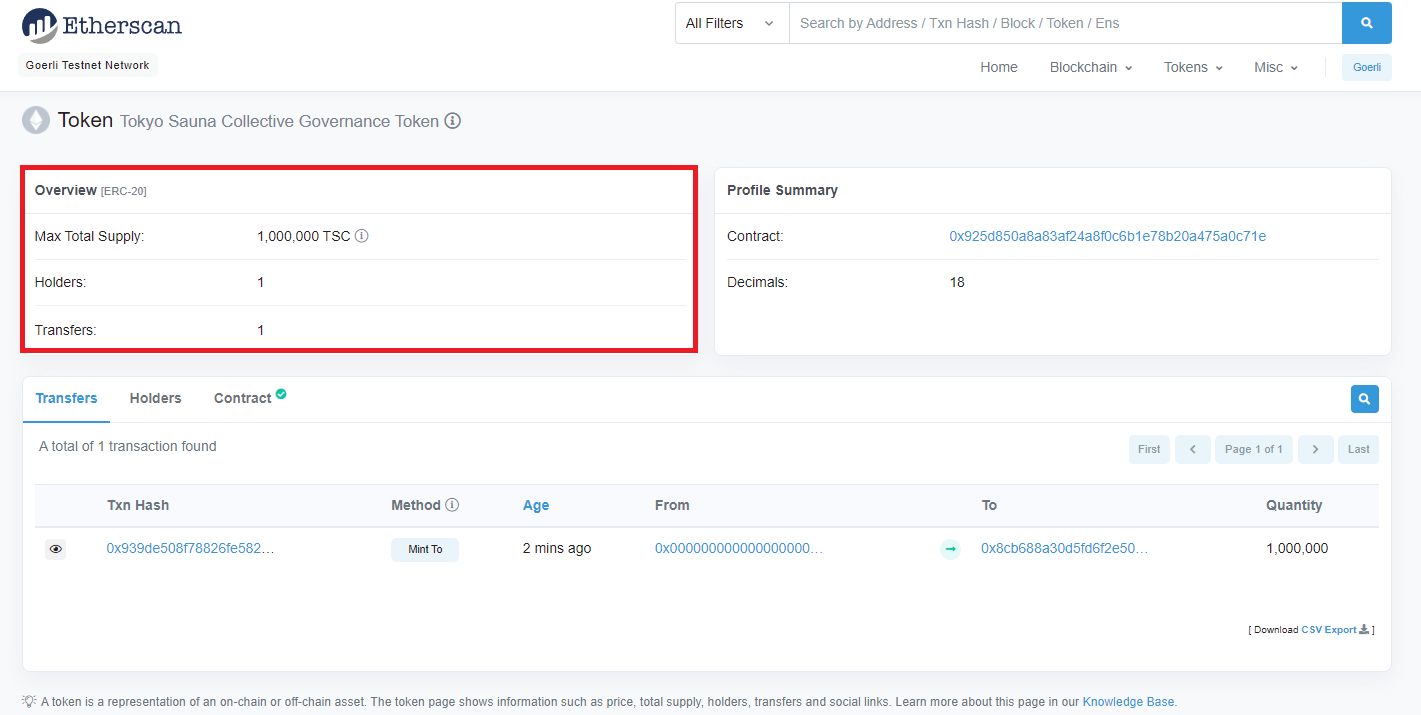 Etherscan
All Filters
Search by Address / Txn Hash / Block / Token / Ens
Goerli Testnet Network
Home Blockchain Tokens Misc Goerli
Token Tokyo Sauna Collective Governance Token
Overview [ERC-20]
Max Total Supply: 1,000,000 TSC
Holders: 1
Transfers: 1
Profile Summary
Contract: 0x925d850a8a83af24a8f0c6b1e78b20a475a0c71e
Decimals: 18
Transfers Holders Contract
A total of 1 transaction found
First Page 1 of 1 Last
Txn Hash Method Age From To Quantity
0x939de508f78826fe582... Mint To 2 mins ago 0x000000000000000000... 0x8cb688a30d5fd6f2e50... 1,000,000
[ Download CSV Export ]
A token is a representation of an on-chain or off-chain asset. The token page shows information such as price, total supply, holders, transfers and social links. Learn more about this page in our Knowledge Base.